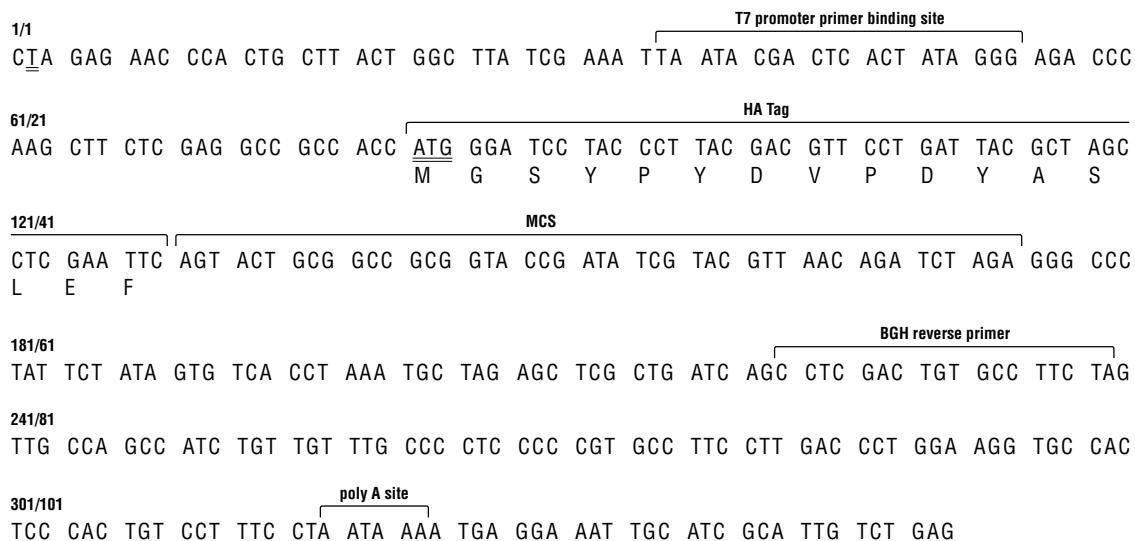 T7 promoter primer binding site
1/1
CTA GAG AAC CCA CTG CTT ACT GGC TTA TCG AAA TTAA ATA CGA CTC ACT ATA GGG AGA CCC
HA Tag
61/21
AAG CTT CTC GAG GCC GCC ACC ATG GGA TCC TAC CCT TAC GAC GTT CCT GAT TAC GCT AGC
M G S Y P Y D V P D Y A S
121/41
MCS
CTC GAA TTC AGT ACT GCG GCC GCG GTA CCG ATA TCG TAC GTT AAC AGA TCT AGA GGG CCC
L E F
181/61
BGH reverse primer
TAT TCT ATA GTG TCA CCT AAA TGC TAG AGC TCG CTG ATC AGC CTC GAC TGT GCC TTC TAG
241/81
TTG CCA GCC ATC TGT TGT TTG CCC CTC CCC CGT GCC TTC CTT GAC CCT GGA AGG TGC CAC
301/101
poly A site
TCC CAC TGT CCT TTC CTA ATA AAA TGA GGA AAT TGC ATC GCA TTG TCT GAG